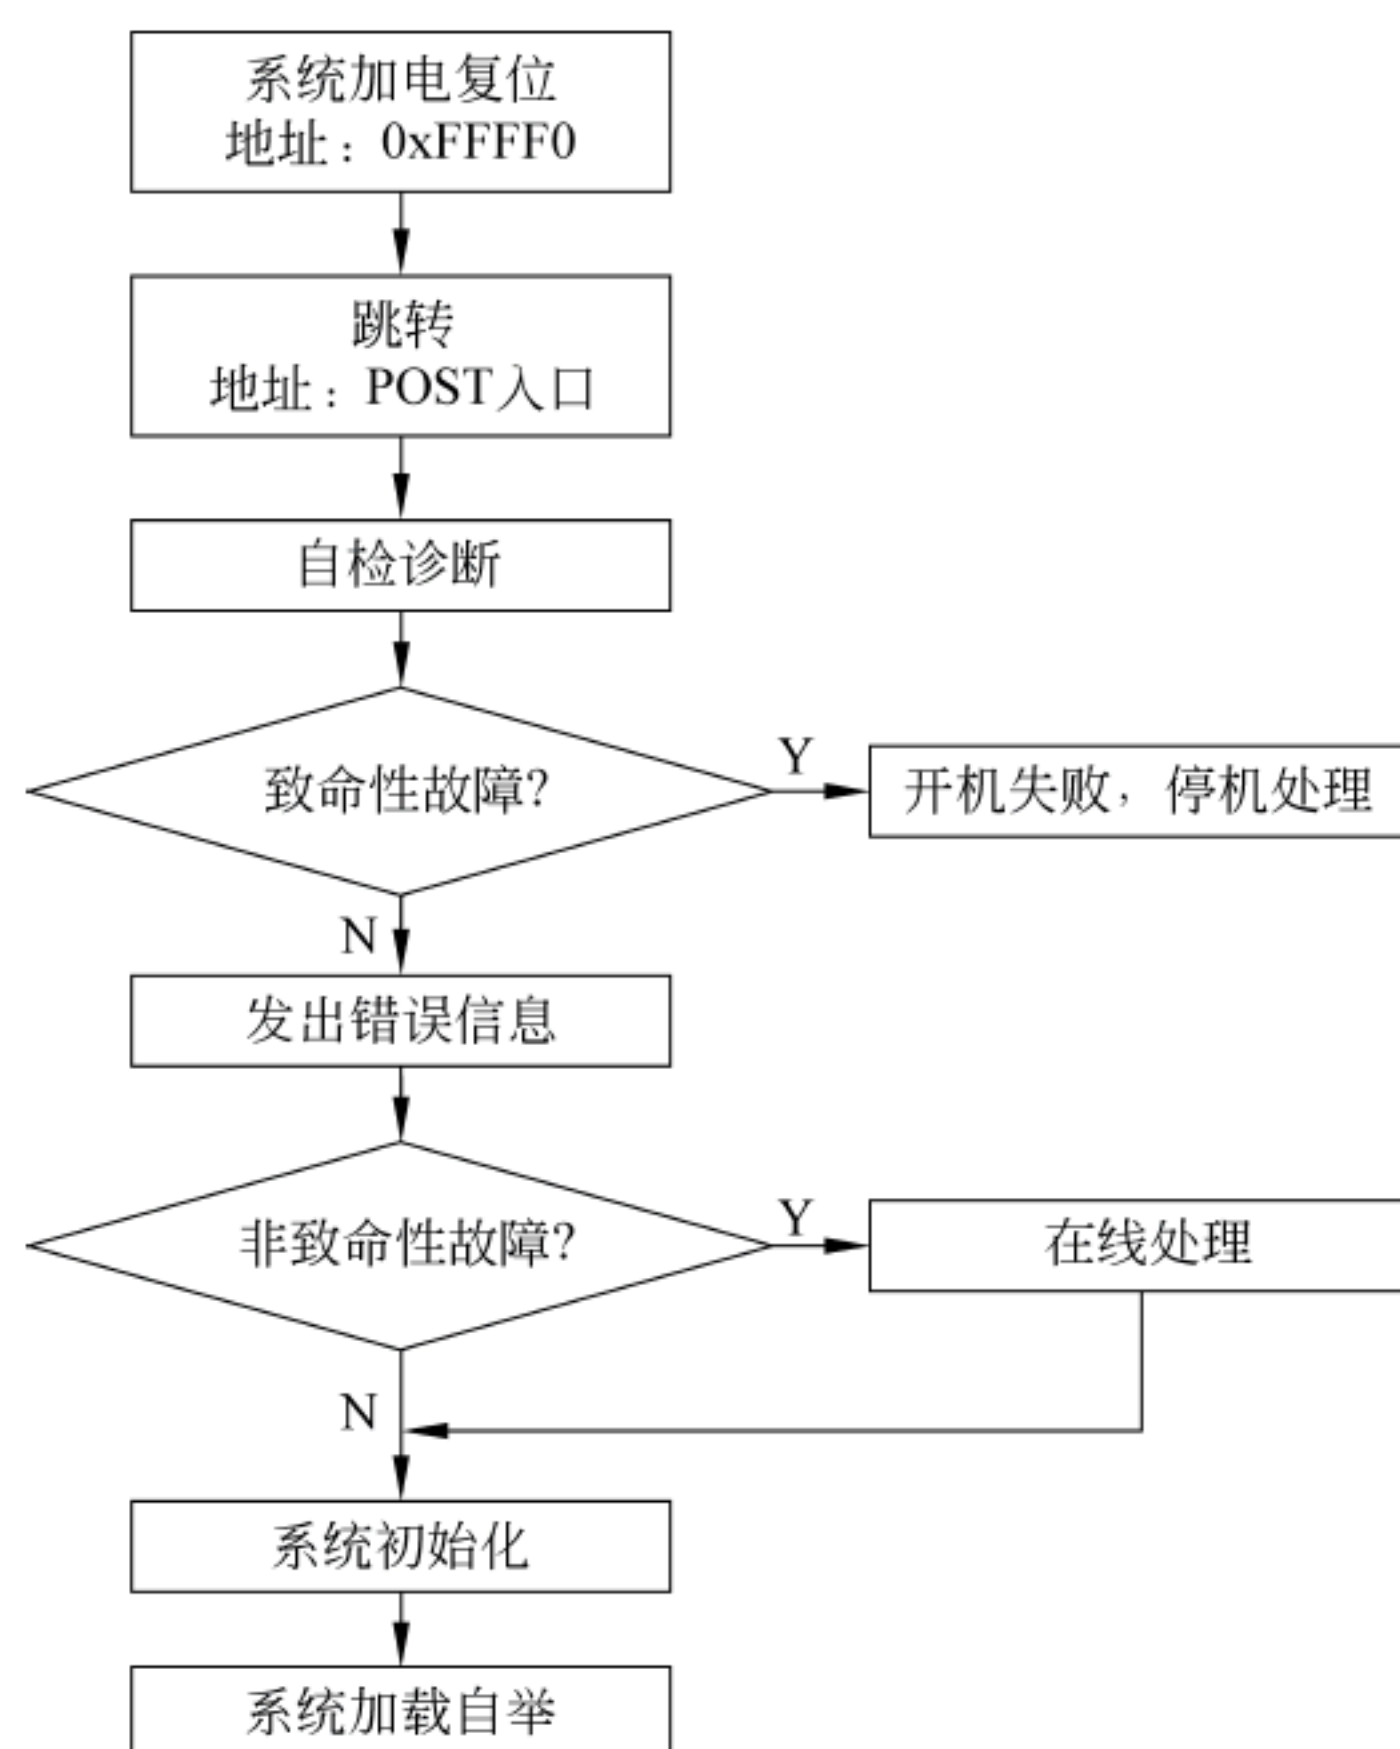 系统加电复位
地址：0xFFFF0
跳转
地址：POST入口
自检诊断
致命性故障?
Y
开机失败，停机处理
N
发出错误信息
非致命性故障?
Y
在线处理
N
系统初始化
系统加载自举